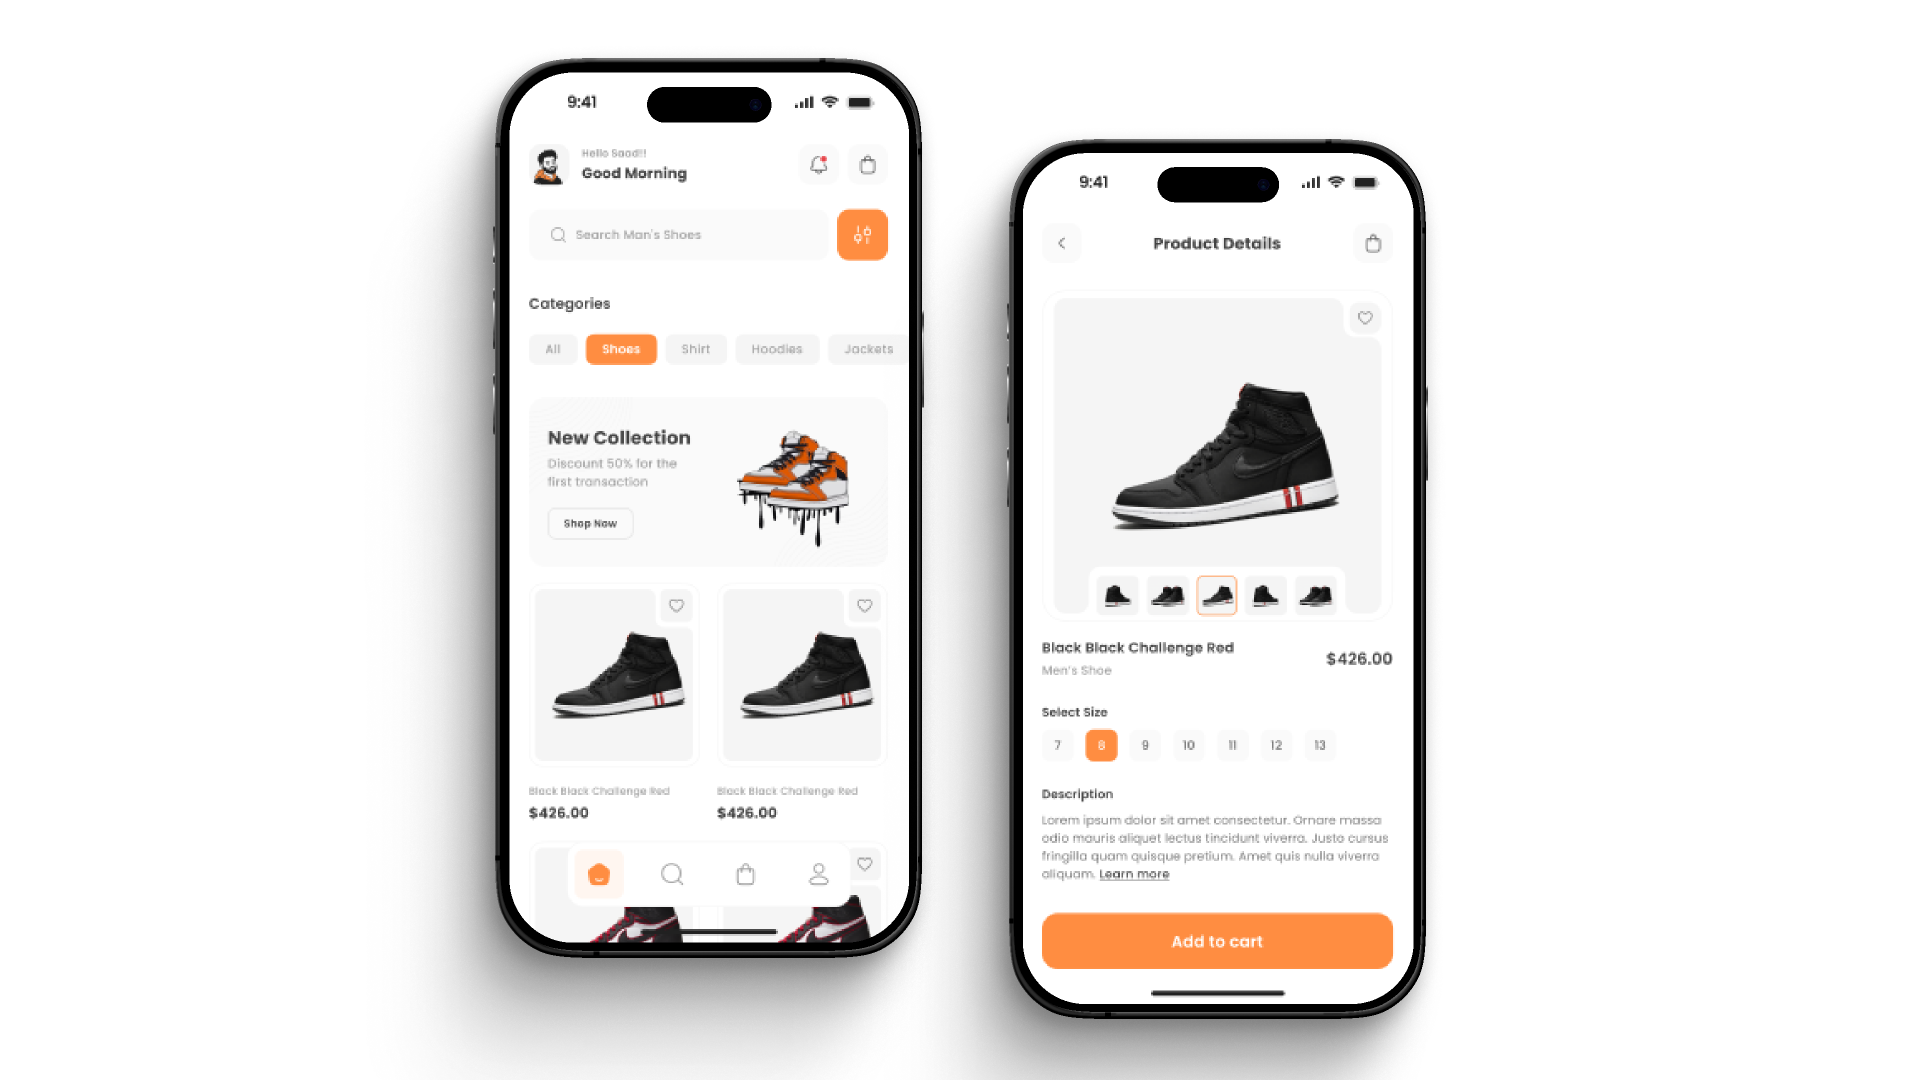 9:41
Hello Saad!!
Good Morning
Search Man's Shoes
Categories
All Shoes Shirt Hoodies Jackets
New Collection
Discount 50% for the
first transaction
Shop Now
Black Black Challenge Red
$426.00
Black Black Challenge Red
$426.00
9:41
Product Details
Black Black Challenge Red
Men's Shoe
$426.00
Select Size
7 8 9 10 11 12 13
Description
Lorem ipsum dolor sit amet consectetur. Ornare massa
odio mauris aliquet lectus tincidunt viverra. Justo cursus
fringilla quam quisque pretium. Amet quis nulla viverra
aliquam. Learn more
Add to cart